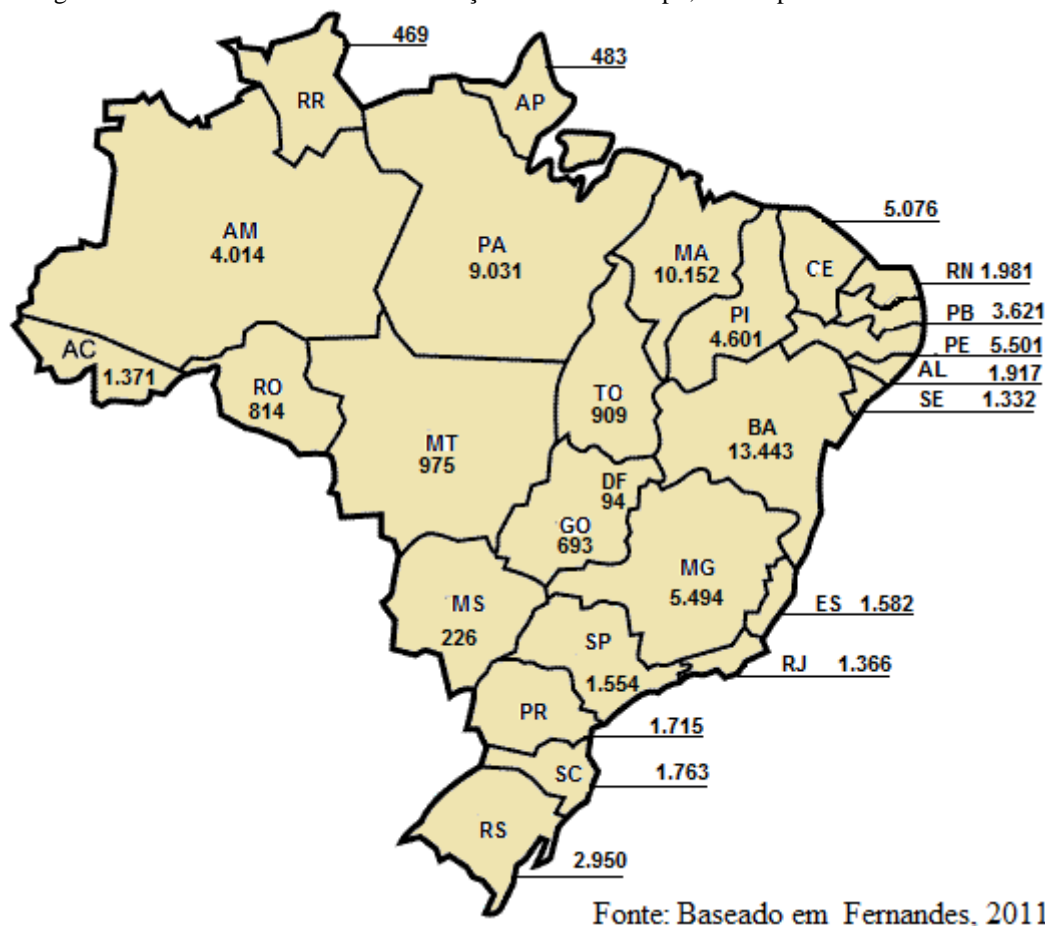 469
483
RR
AP
5.076
AM
4.014
PA
9.031
MA
10.152
CE
RN 1.981
PI
4.601
PB 3.621
PE 5.501
AL 1.917
SE 1.332
AC
1.371
RO
814
TO
909
MT
975
BA
13.443
DF
94
GO
693
MG
5.494
MS
226
ES 1.582
SP
1.554
RJ 1.366
PR
1.715
SC
1.763
RS
2.950
Fonte: Baseado em Fernandes, 2011